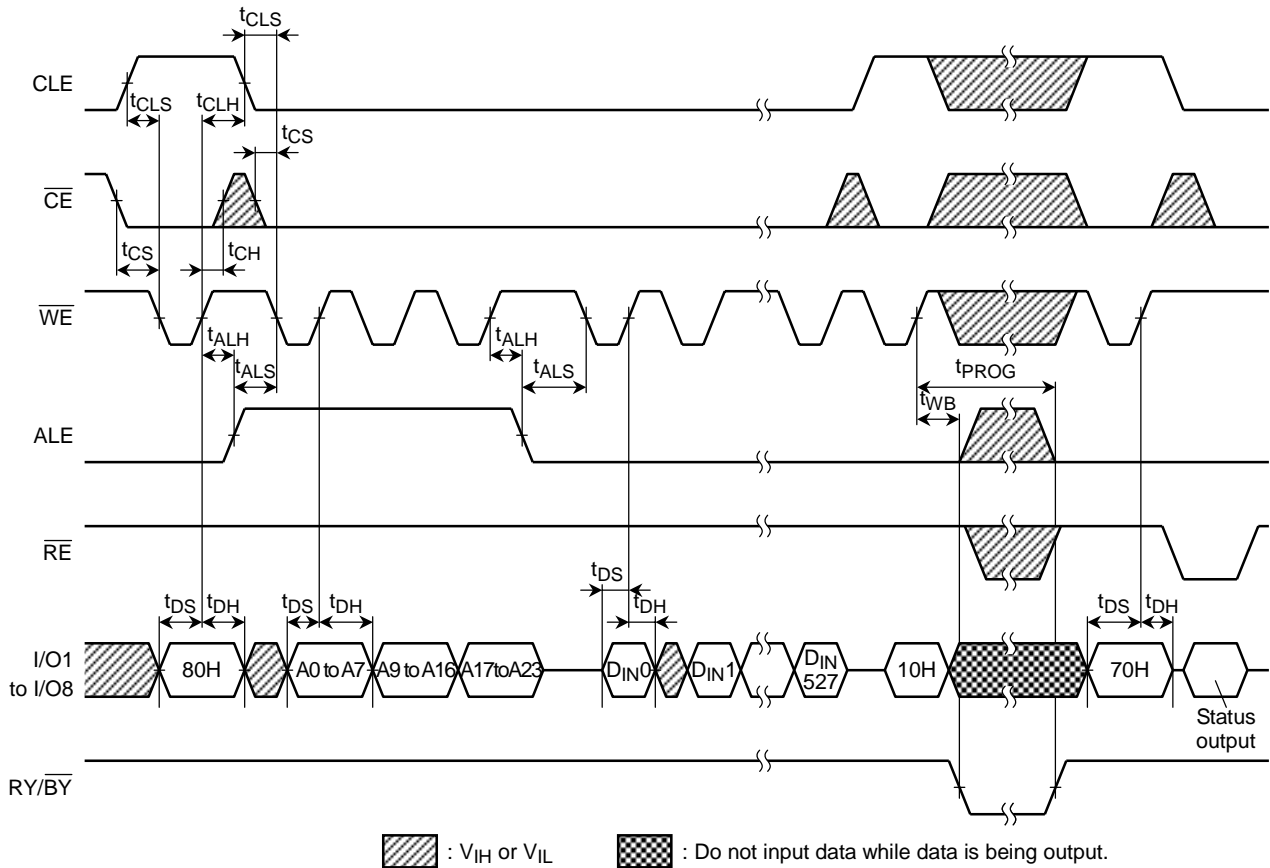 tCLS
CLE
tCLS
tCLH
tCS
CE
tCS
tCH
WE
tALH
tALS
tALH
tALS
tPROG
tWB
ALE
RE
tDS
tDH
tDS
tDH
tDS
tDH
tDS
tDH
I/O1
to I/O8
80H
A0 to A7
A9 to A16
A17 to A23
DIN0
DIN1
DIN
527
10H
70H
Status
output
RY/BY
: VIH or VIL
: Do not input data while data is being output.